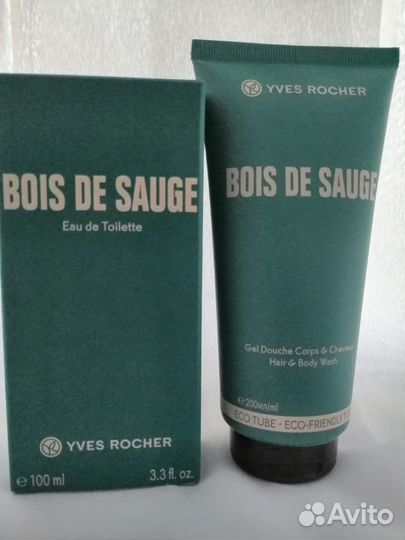 BOIS DE SAUGE
Eau de Toilette
YVES ROCHER
℮100 ml 3.3 fl. oz.
YVES ROCHER
BOIS DE SAUGE
Gel Douche Corps & Cheveux
Hair & Body Wash
℮200мл/ml
ECO TUBE • ECO-FRIENDLY
Avito